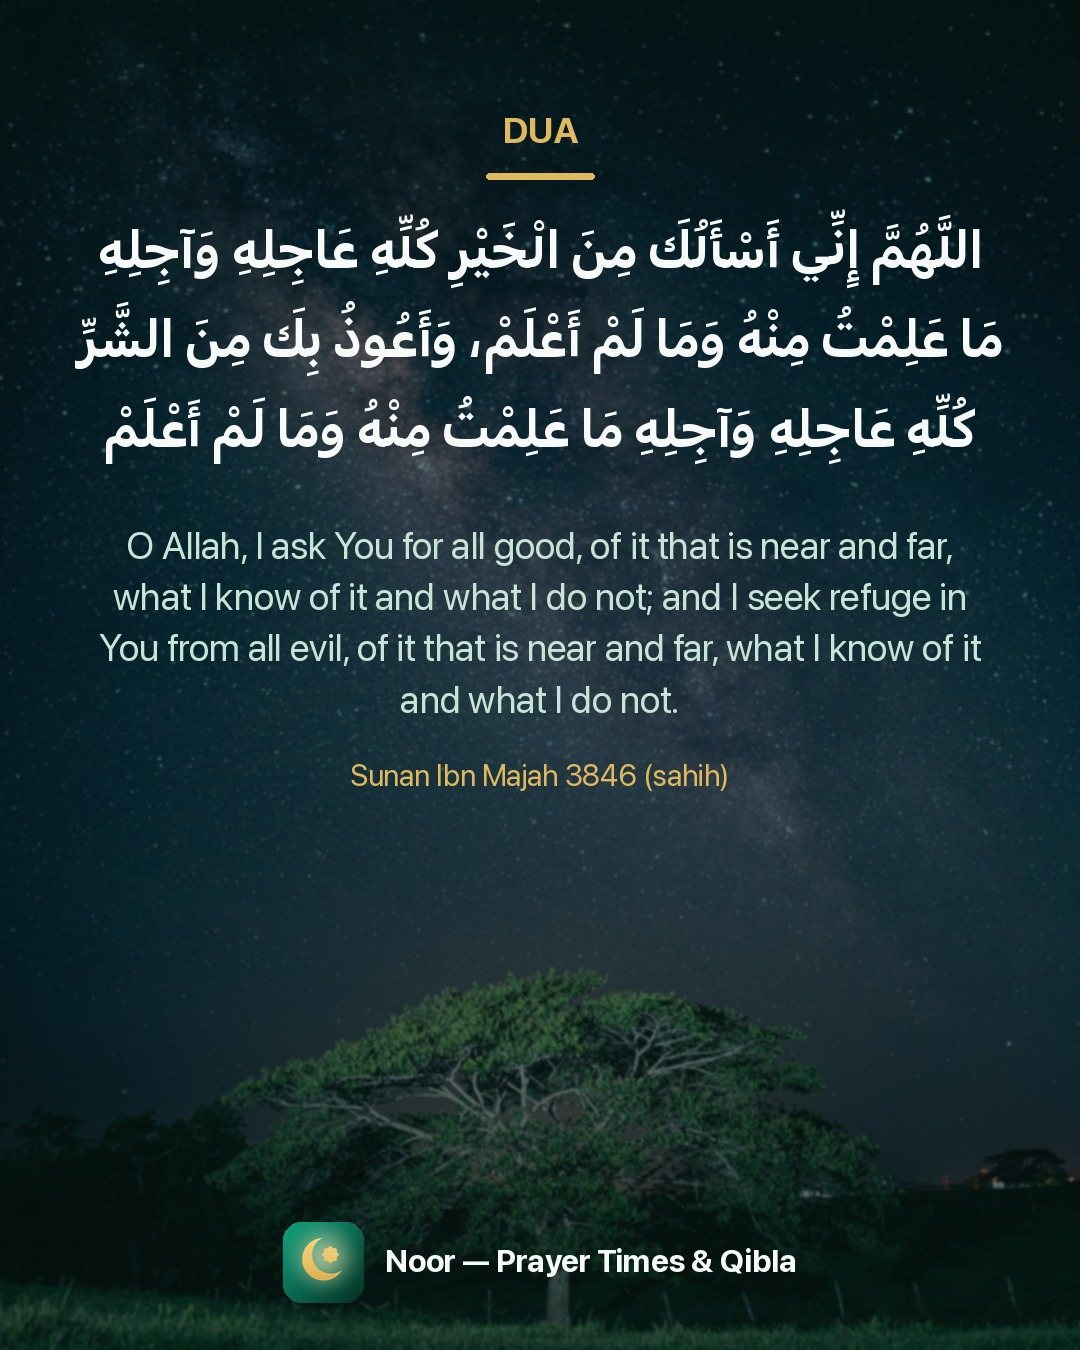 DUA
اللَّهُمَّ إِنِّي أَسْأَلُكَ مِنَ الْخَيْرِ كُلِّهِ عَاجِلِهِ وَآجِلِهِ
مَا عَلِمْتُ مِنْهُ وَمَا لَمْ أَعْلَمْ، وَأَعُوذُ بِكَ مِنَ الشَّرِّ
كُلِّهِ عَاجِلِهِ وَآجِلِهِ مَا عَلِمْتُ مِنْهُ وَمَا لَمْ أَعْلَمْ
O Allah, I ask You for all good, of it that is near and far,
what I know of it and what I do not; and I seek refuge in
You from all evil, of it that is near and far, what I know of it
and what I do not.
Sunan Ibn Majah 3846 (sahih)
Noor — Prayer Times & Qibla